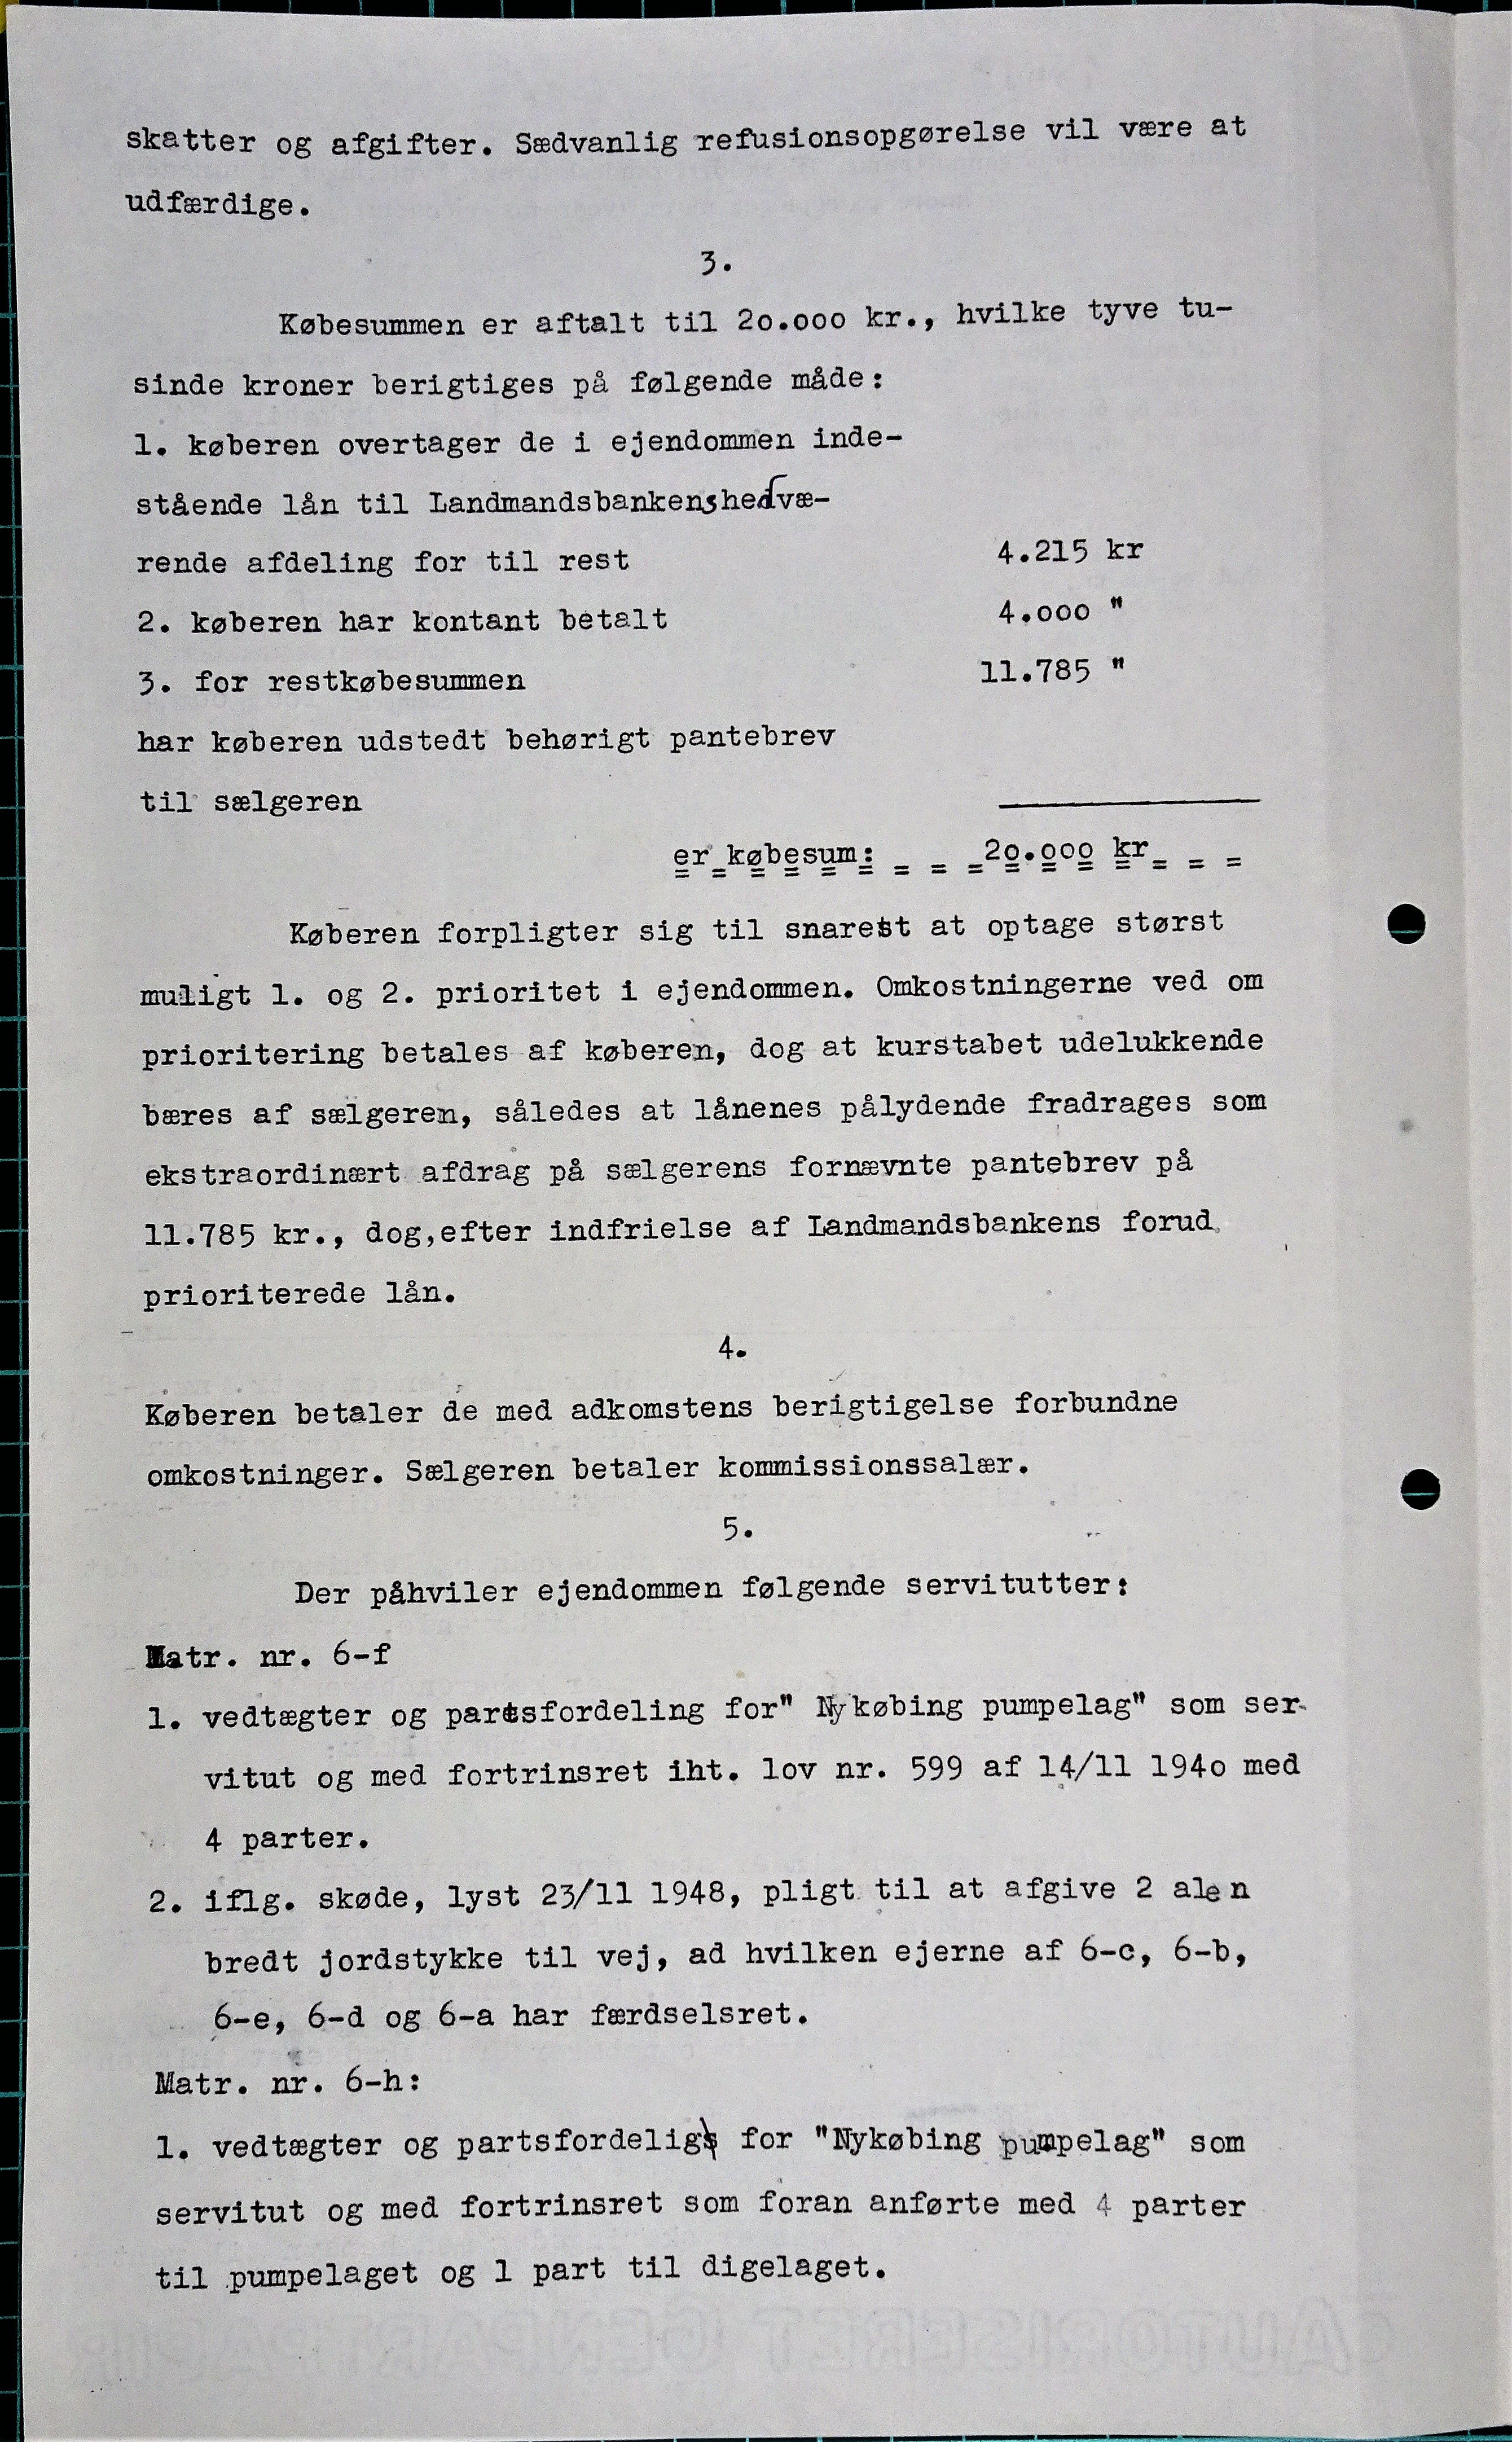 skatter og afgifter. Sædvanlig refusionsopgørelse vil være at
udfærdige.
3.
Købesummen er aftalt til 20.000 kr., hvilke tyve tu-
sinde kroner berigtiges på følgende måde:
1. køberen overtager de i ejendommen inde-
stående lån til Landmandsbankens hedvæ-
rende afdeling for til rest 4.215 kr
2. køberen har kontant betalt 4.000 "
3. for restkøbesummen 11.785 "
har køberen udstedt behørigt pantebrev
til sælgeren
er købesum: 20.000 kr
Køberen forpligter sig til snarest at optage størst
muligt 1. og 2. prioritet i ejendommen. Omkostningerne ved om
prioritering betales af køberen, dog at kurstabet udelukkende
bæres af sælgeren, således at lånenes pålydende fradrages som
ekstraordinært afdrag på sælgerens fornævnte pantebrev på
11.785 kr., dog,efter indfrielse af Landmandsbankens forud
prioriterede lån.
4.
Køberen betaler de med adkomstens berigtigelse forbundne
omkostninger. Sælgeren betaler kommissionssalær.
5.
Der påhviler ejendommen følgende servitutter:
Matr. nr. 6-f
1. vedtægter og partsfordeling for" Nykøbing pumpelag" som ser-
vitut og med fortrinsret iht. lov nr. 599 af 14/11 1940 med
4 parter.
2. iflg. skøde, lyst 23/11 1948, pligt til at afgive 2 alen
bredt jordstykke til vej, ad hvilken ejerne af 6-c, 6-b,
6-e, 6-d og 6-a har færdselsret.
Matr. nr. 6-h:
1. vedtægter og partsfordelig for "Nykøbing pumpelag" som
servitut og med fortrinsret som foran anførte med 4 parter
til pumpelaget og 1 part til digelaget.